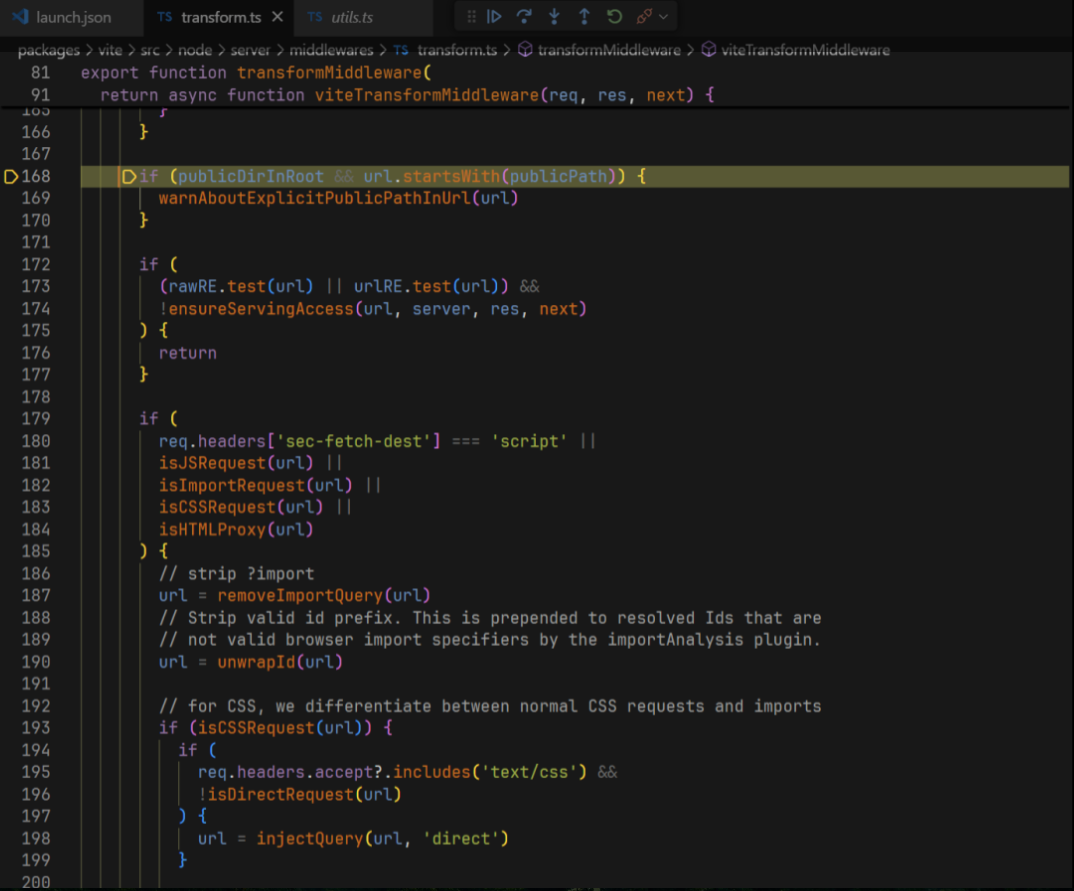 launch.json TS transform.ts TS utils.ts
packages > vite > src > node > server > middlewares > TS transform.ts > transformMiddleware > viteTransformMiddleware
81 export function transformMiddleware(
91 return async function viteTransformMiddleware(req, res, next) {
165 }
166 }
167
168 if (publicDirInRoot && url.startsWith(publicPath)) {
169 warnAboutExplicitPublicPathInUrl(url)
170 }
171
172 if (
173 (rawRE.test(url) || urlRE.test(url)) &&
174 !ensureServingAccess(url, server, res, next)
175 ) {
176 return
177 }
178
179 if (
180 req.headers['sec-fetch-dest'] === 'script' ||
181 isJSRequest(url) ||
182 isImportRequest(url) ||
183 isCSSRequest(url) ||
184 isHTMLProxy(url)
185 ) {
186 // strip ?import
187 url = removeImportQuery(url)
188 // Strip valid id prefix. This is prepended to resolved Ids that are
189 // not valid browser import specifiers by the importAnalysis plugin.
190 url = unwrapId(url)
191
192 // for CSS, we differentiate between normal CSS requests and imports
193 if (isCSSRequest(url)) {
194 if (
195 req.headers.accept?.includes('text/css') &&
196 !isDirectRequest(url)
197 ) {
198 url = injectQuery(url, 'direct')
199 }
200